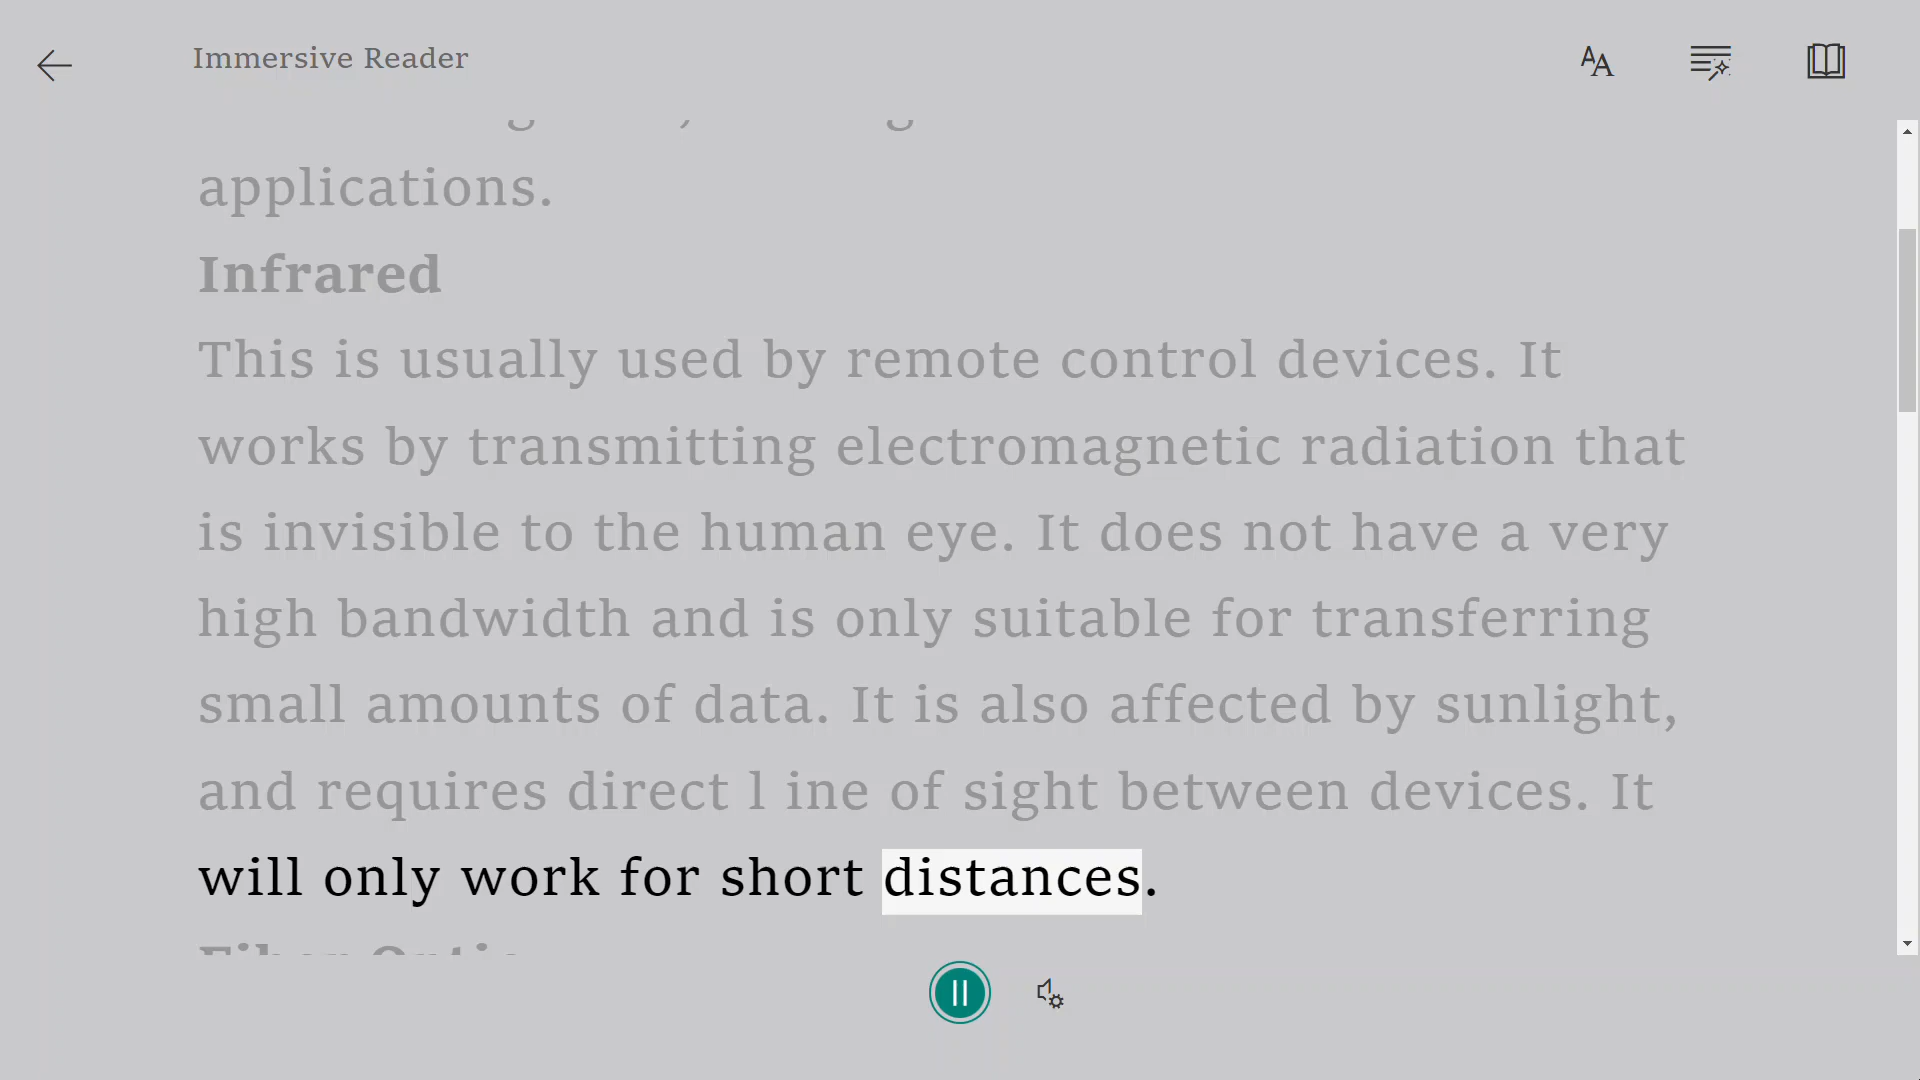 Immersive Reader
applications.
Infrared
This is usually used by remote control devices. It
works by transmitting electromagnetic radiation that
is invisible to the human eye. It does not have a very
high bandwidth and is only suitable for transferring
small amounts of data. It is also affected by sunlight,
and requires direct l ine of sight between devices. It
will only work for short distances.